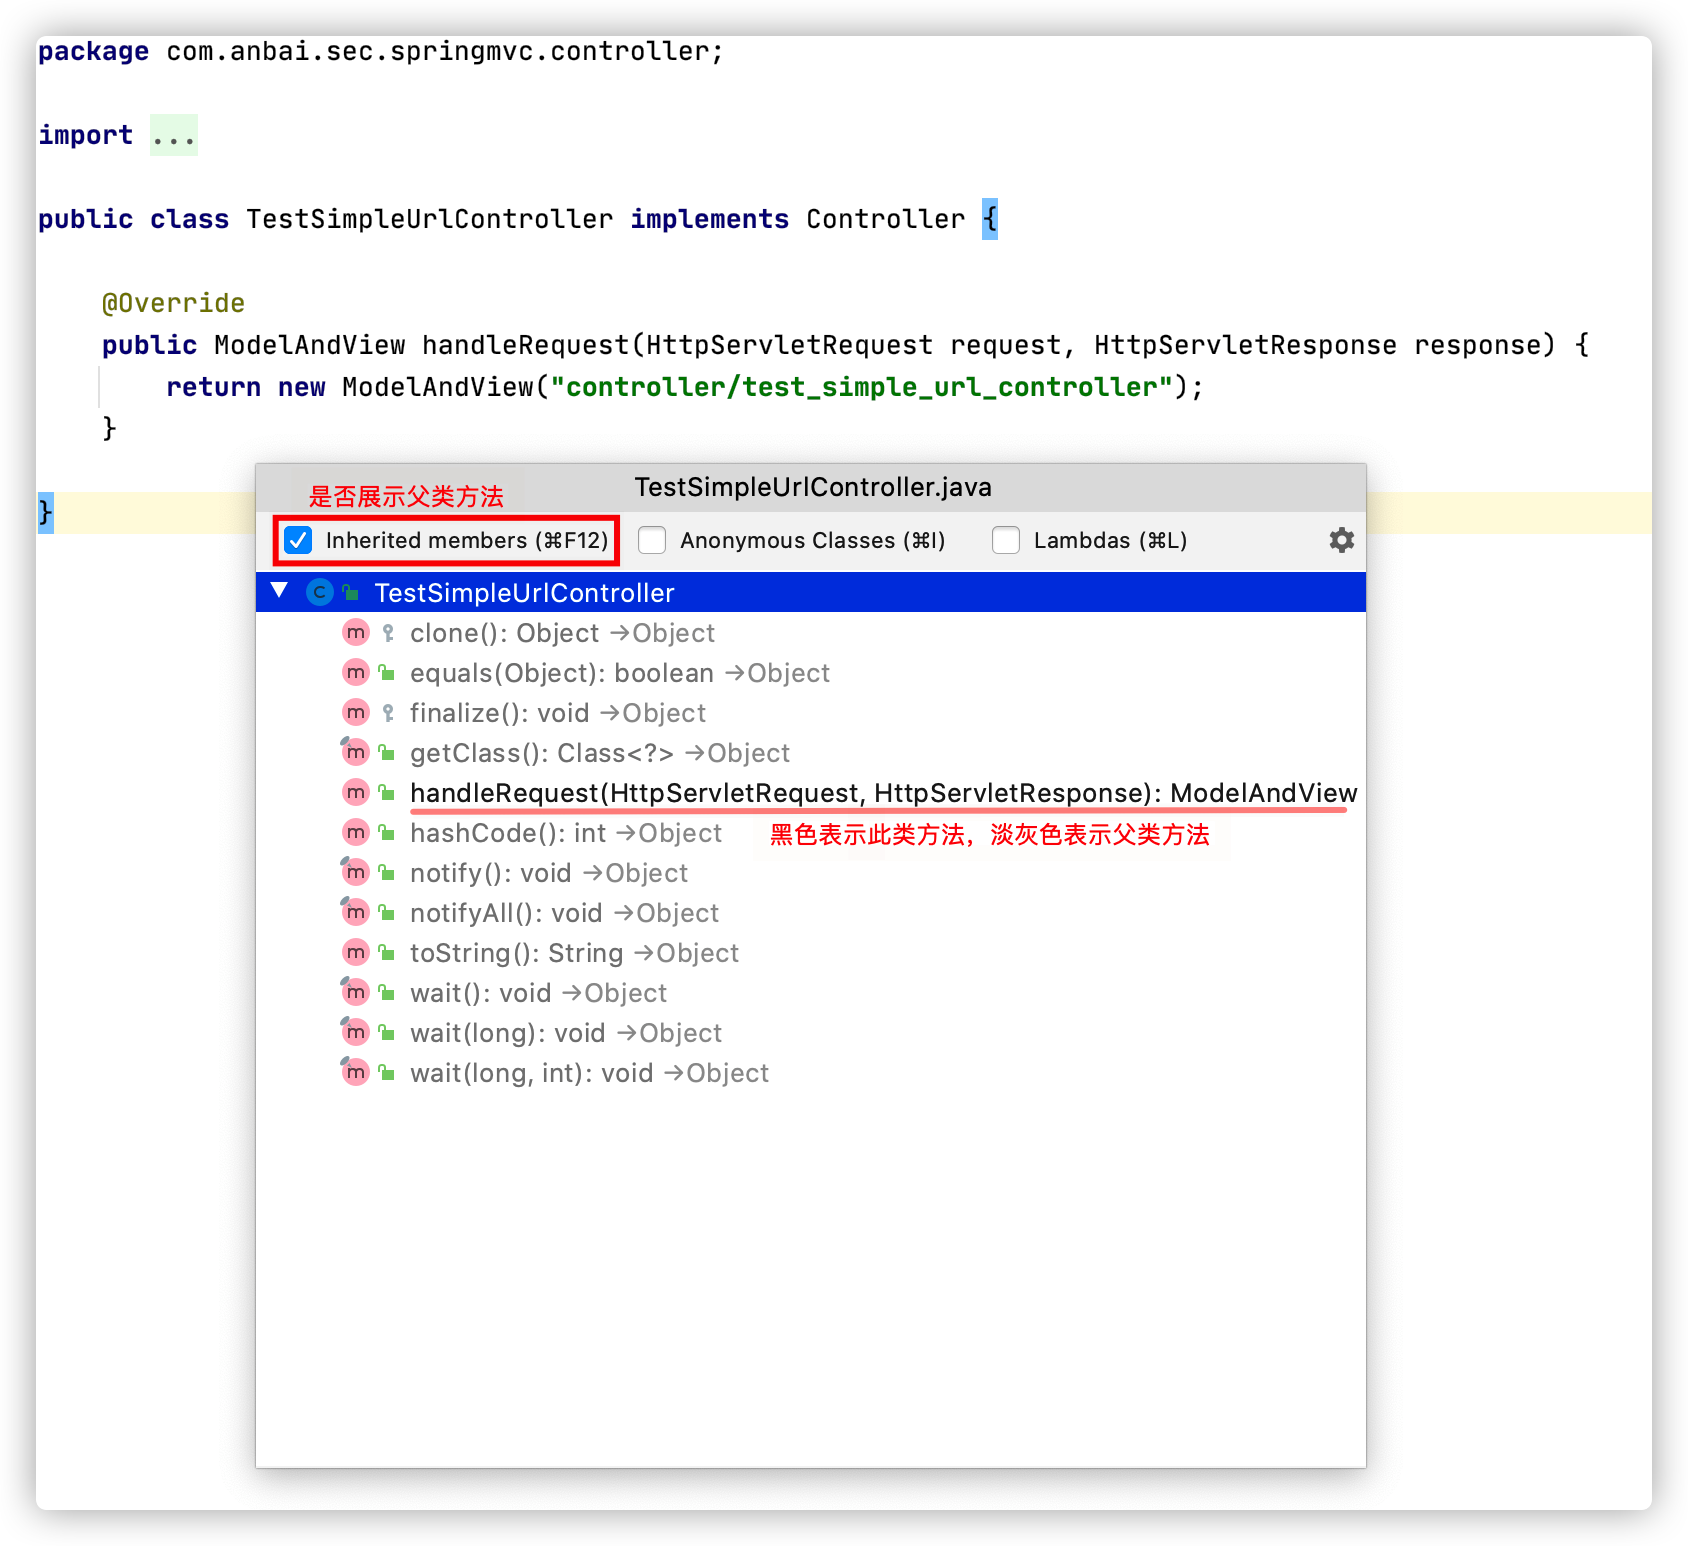 package com.anbai.sec.springmvc.controller;
import ...
public class TestSimpleUrlController implements Controller {
@Override
public ModelAndView handleRequest(HttpServletRequest request, HttpServletResponse response) {
return new ModelAndView("controller/test_simple_url_controller");
}
}
是否展示父类方法
TestSimpleUrlController.java
Inherited members (⌘F12) Anonymous Classes (⌘I) Lambdas (⌘L)
C TestSimpleUrlController
m clone(): Object →Object
m equals(Object): boolean →Object
m finalize(): void →Object
m getClass(): Class<?> →Object
m handleRequest(HttpServletRequest, HttpServletResponse): ModelAndView
m hashCode(): int →Object
黑色表示此类方法，淡灰色表示父类方法
m notify(): void →Object
m notifyAll(): void →Object
m toString(): String →Object
m wait(): void →Object
m wait(long): void →Object
m wait(long, int): void →Object